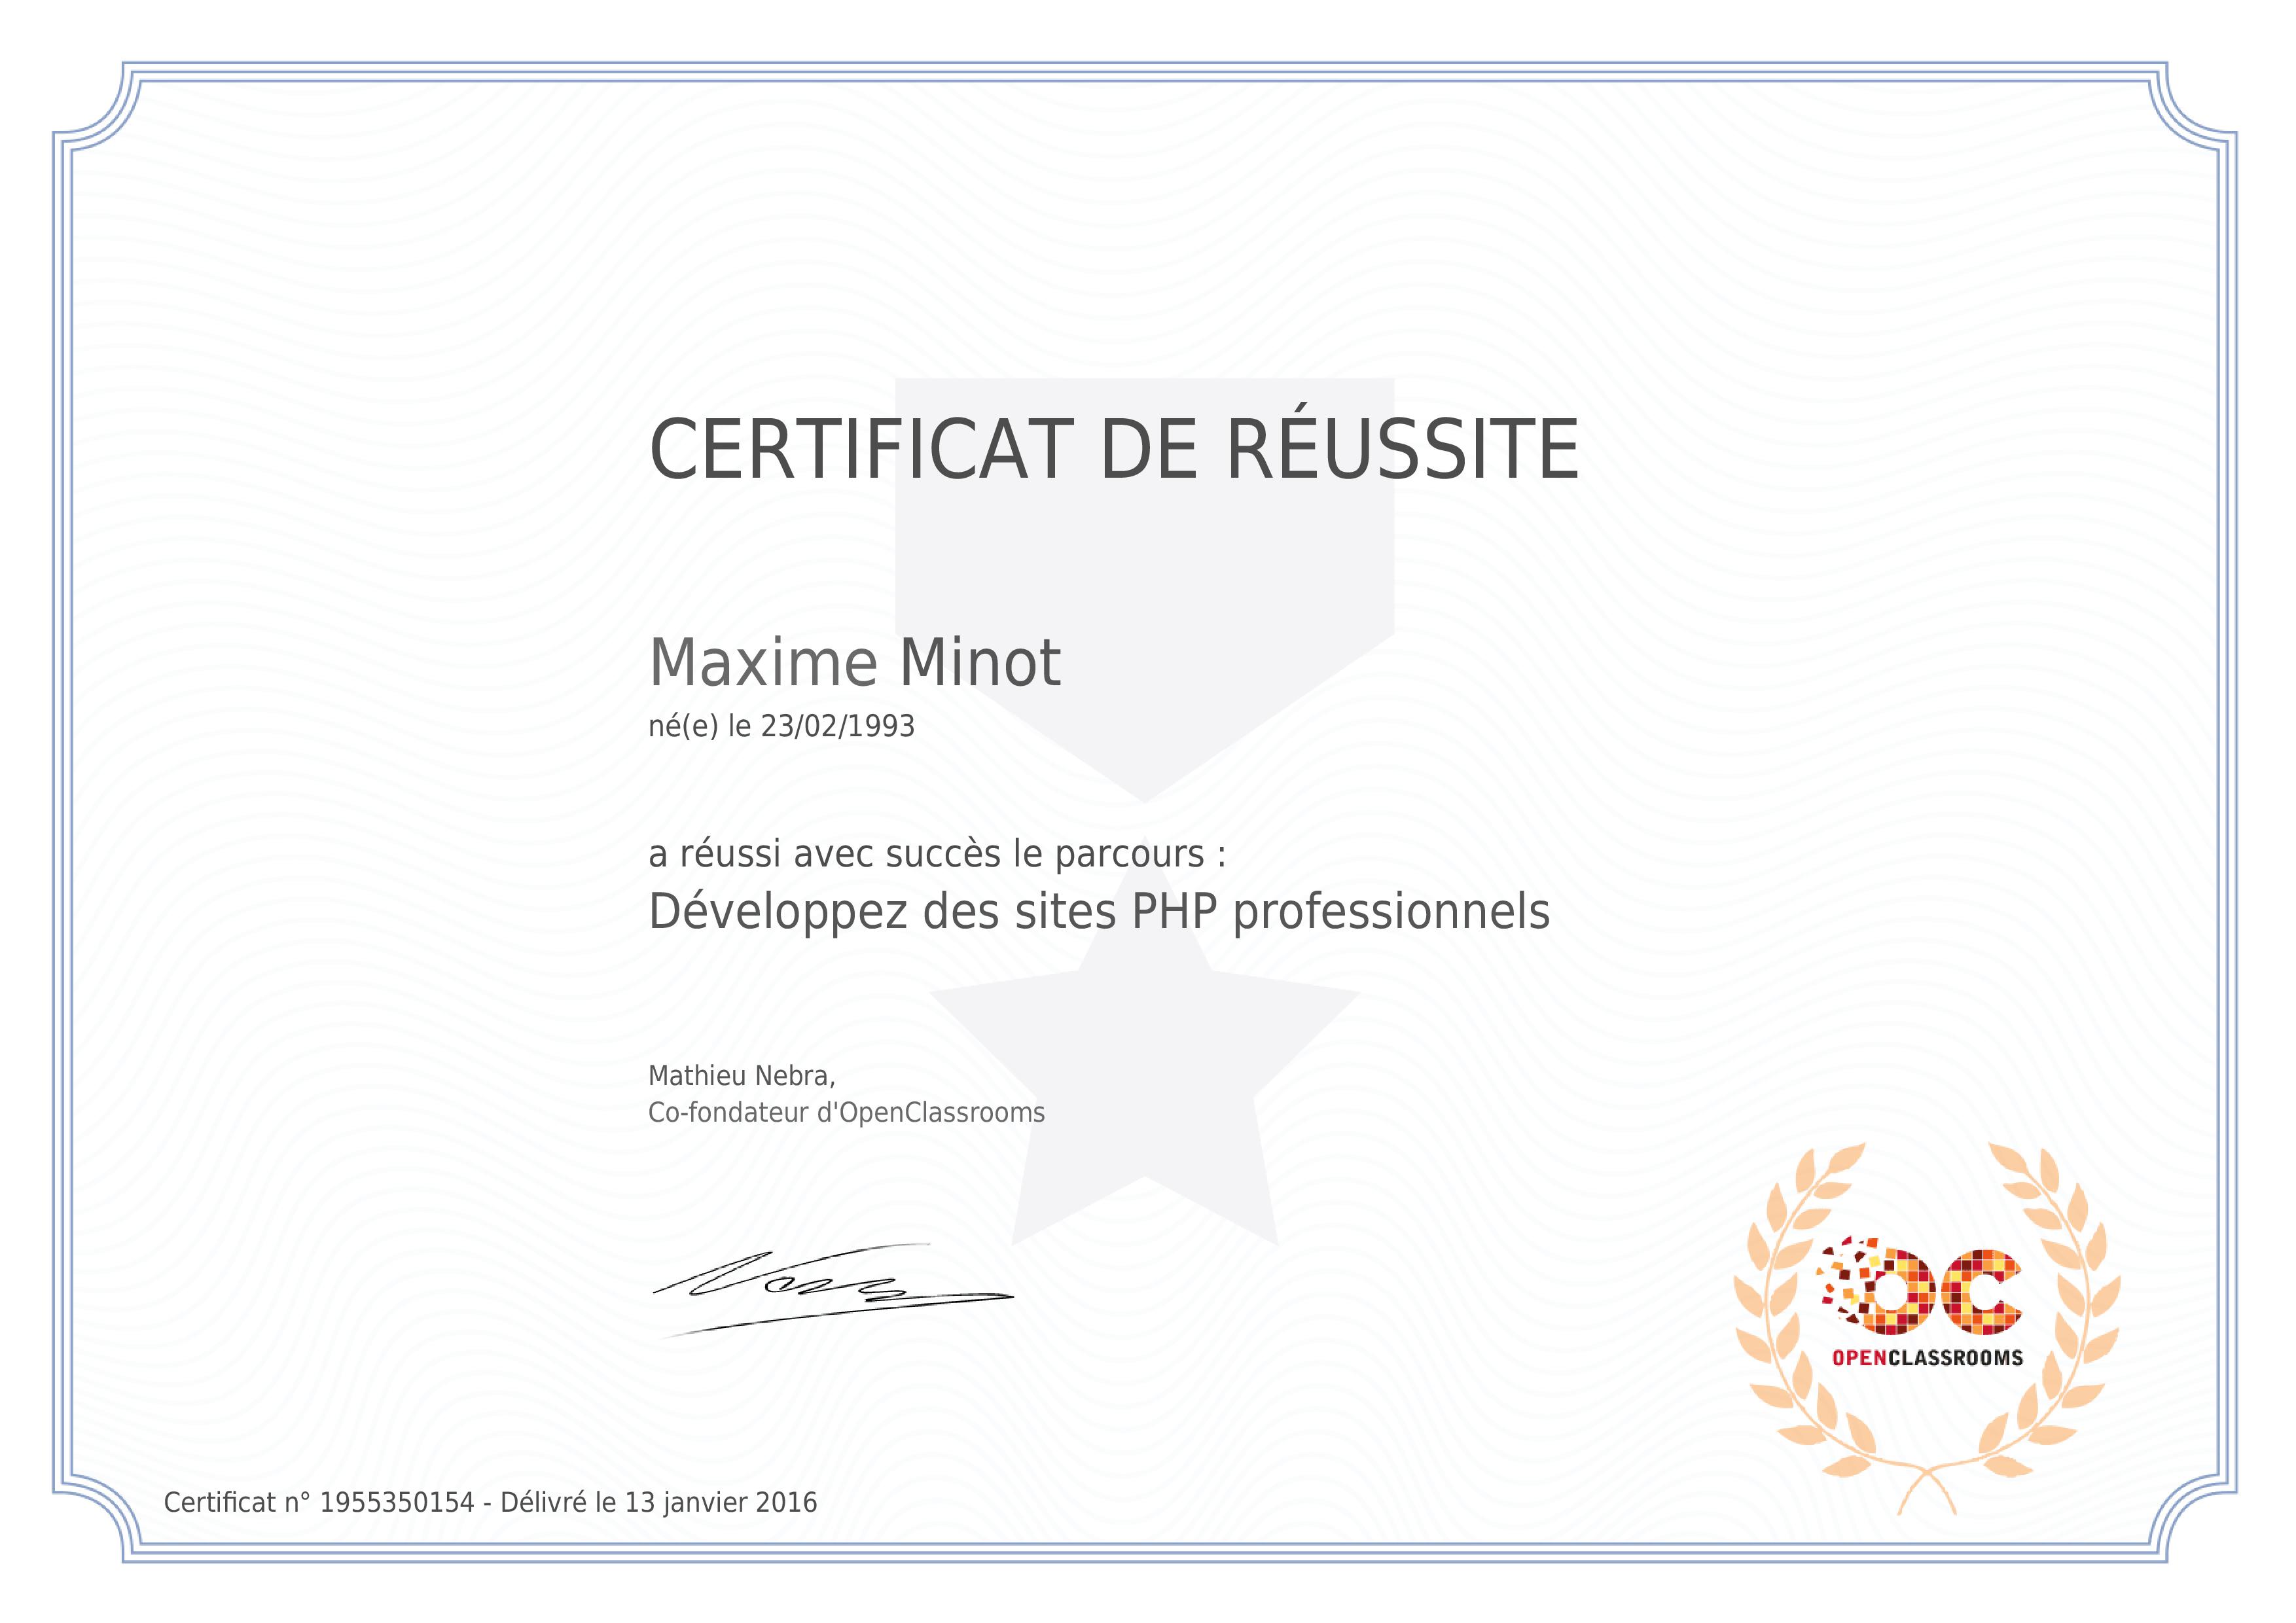 CERTIFICAT DE RÉUSSITE
Maxime Minot
né(e) le 23/02/1993
a réussi avec succès le parcours :
Développez des sites PHP professionnels
Mathieu Nebra,
Co-fondateur d'OpenClassrooms
OC
OPENCLASSROOMS
Certificat n° 1955350154 - Délivré le 13 janvier 2016